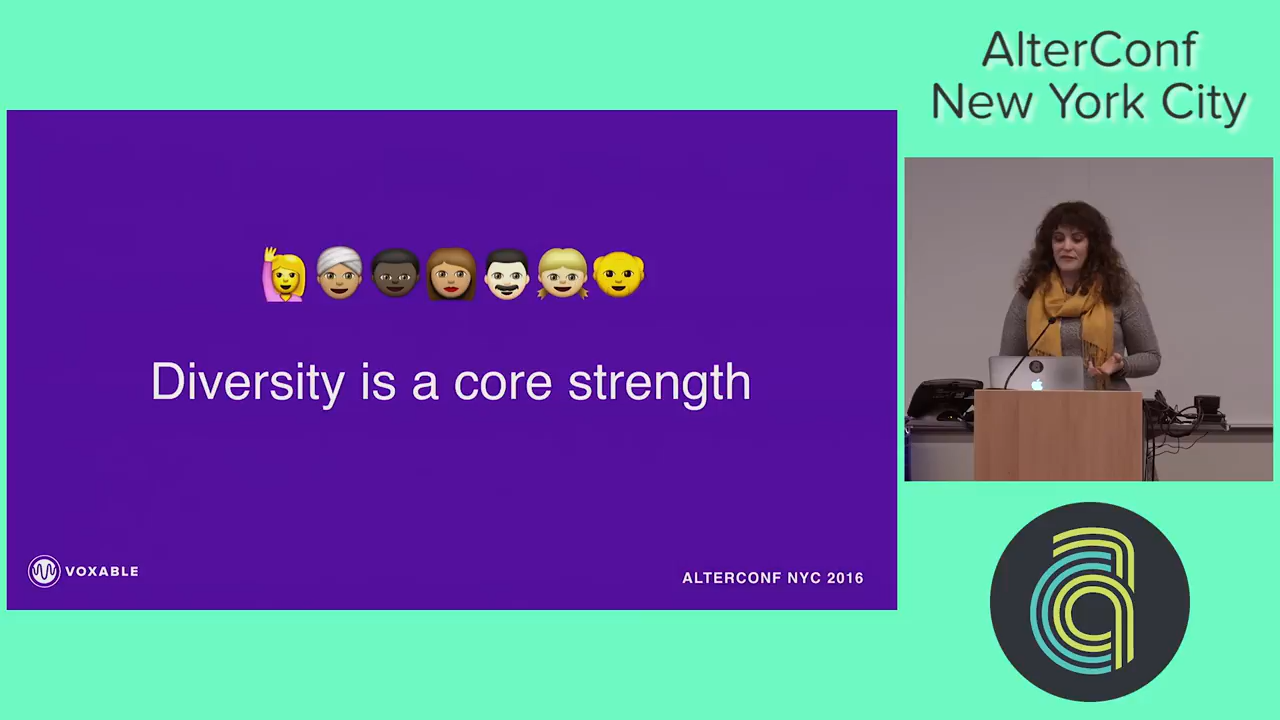 AlterConf
New York City
Diversity is a core strength
VOXABLE
ALTERCONF NYC 2016